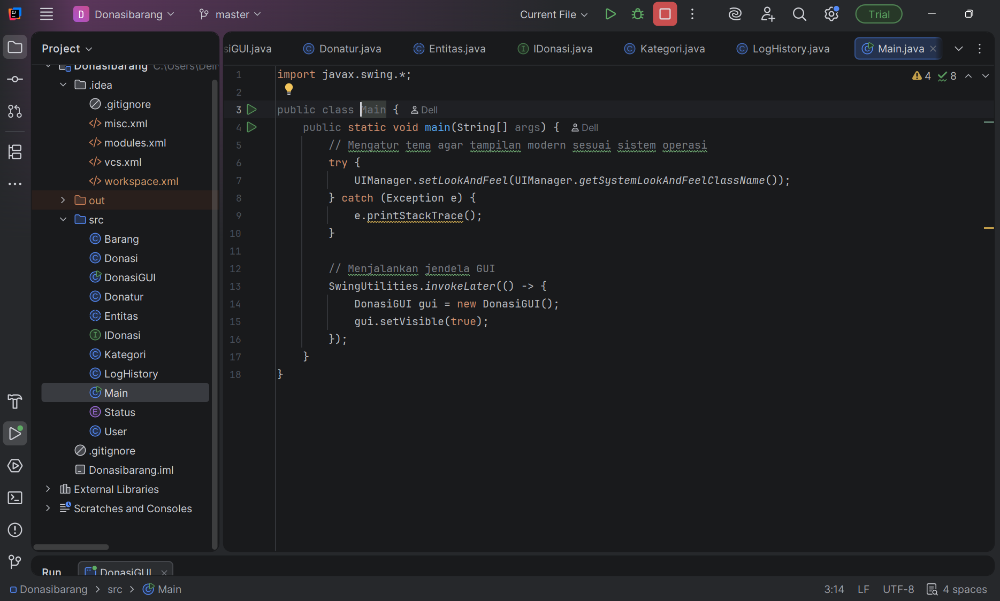 D Donasibarang master Current File Trial
Project
siGUI.java Donatur.java Entitas.java IDonasi.java Kategori.java LogHistory.java Main.java
Donasibarang C:\Users\Dell
.idea
.gitignore
misc.xml
modules.xml
vcs.xml
workspace.xml
out
src
Barang
Donasi
DonasiGUI
Donatur
Entitas
IDonasi
Kategori
LogHistory
Main
Status
User
.gitignore
Donasibarang.iml
External Libraries
Scratches and Consoles
4 8
1 import javax.swing.*;
2
3 public class Main { Dell
4 public static void main(String[] args) { Dell
5 // Mengatur tema agar tampilan modern sesuai sistem operasi
6 try {
7 UIManager.setLookAndFeel(UIManager.getSystemLookAndFeelClassName());
8 } catch (Exception e) {
9 e.printStackTrace();
10 }
11
12 // Menjalankan jendela GUI
13 SwingUtilities.invokeLater(() -> {
14 DonasiGUI gui = new DonasiGUI();
15 gui.setVisible(true);
16 });
17 }
18 }
Run DonasiGUI
Donasibarang > src > Main
3:14 LF UTF-8 4 spaces